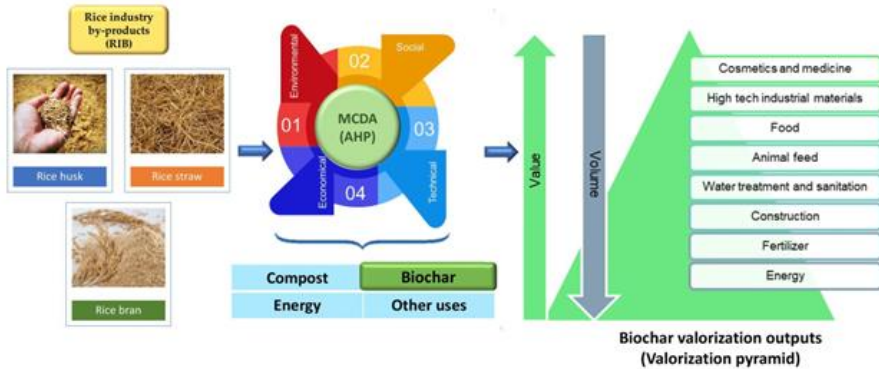 Rice industry
by-products
(RIB)
Rice husk
Rice straw
Rice bran
Environmental
02
Social
01
MCDA
(AHP)
03
Economical
04
Technical
Compost
Biochar
Energy
Other uses
Value
Volume
Cosmetics and medicine
High tech industrial materials
Food
Animal feed
Water treatment and sanitation
Construction
Fertilizer
Energy
Biochar valorization outputs
(Valorization pyramid)